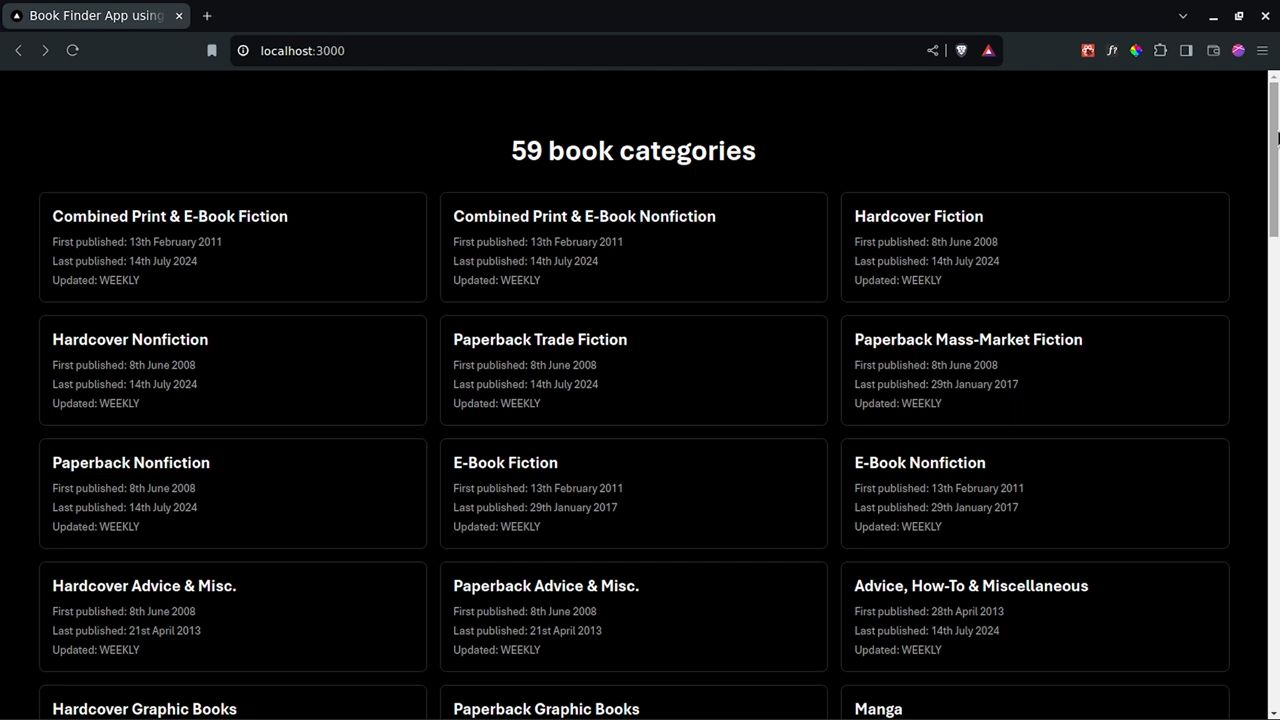 Book Finder App using
localhost:3000
59 book categories
Combined Print & E-Book Fiction
First published: 13th February 2011
Last published: 14th July 2024
Updated: WEEKLY
Combined Print & E-Book Nonfiction
First published: 13th February 2011
Last published: 14th July 2024
Updated: WEEKLY
Hardcover Fiction
First published: 8th June 2008
Last published: 14th July 2024
Updated: WEEKLY
Hardcover Nonfiction
First published: 8th June 2008
Last published: 14th July 2024
Updated: WEEKLY
Paperback Trade Fiction
First published: 8th June 2008
Last published: 14th July 2024
Updated: WEEKLY
Paperback Mass-Market Fiction
First published: 8th June 2008
Last published: 29th January 2017
Updated: WEEKLY
Paperback Nonfiction
First published: 8th June 2008
Last published: 14th July 2024
Updated: WEEKLY
E-Book Fiction
First published: 13th February 2011
Last published: 29th January 2017
Updated: WEEKLY
E-Book Nonfiction
First published: 13th February 2011
Last published: 29th January 2017
Updated: WEEKLY
Hardcover Advice & Misc.
First published: 8th June 2008
Last published: 21st April 2013
Updated: WEEKLY
Paperback Advice & Misc.
First published: 8th June 2008
Last published: 21st April 2013
Updated: WEEKLY
Advice, How-To & Miscellaneous
First published: 28th April 2013
Last published: 14th July 2024
Updated: WEEKLY
Hardcover Graphic Books
Paperback Graphic Books
Manga